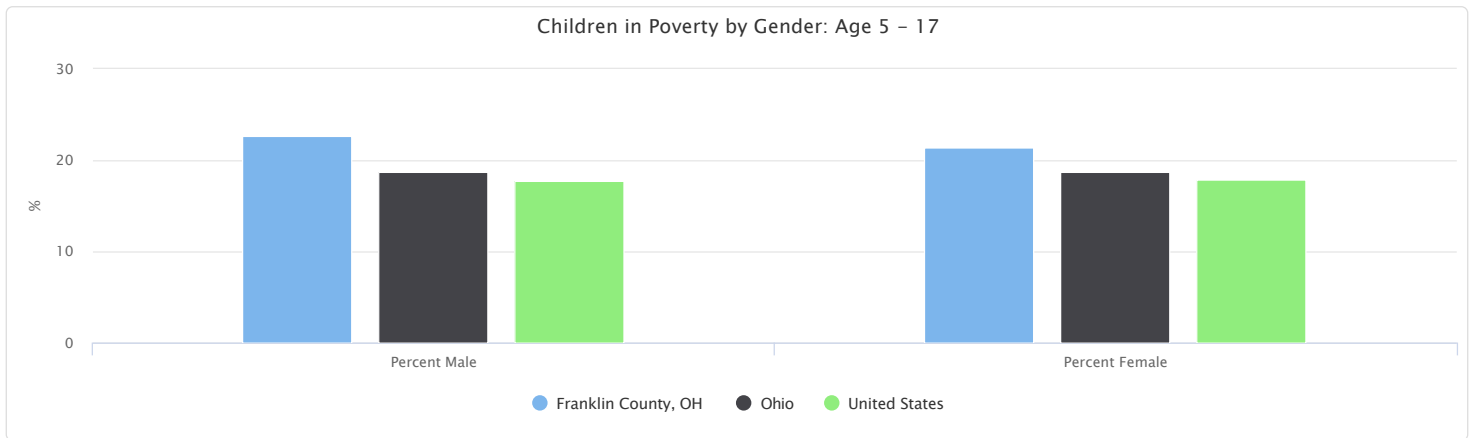 Children in Poverty by Gender: Age 5 – 17
30
20
10
0
%
Percent Male
Percent Female
Franklin County, OH
Ohio
United States